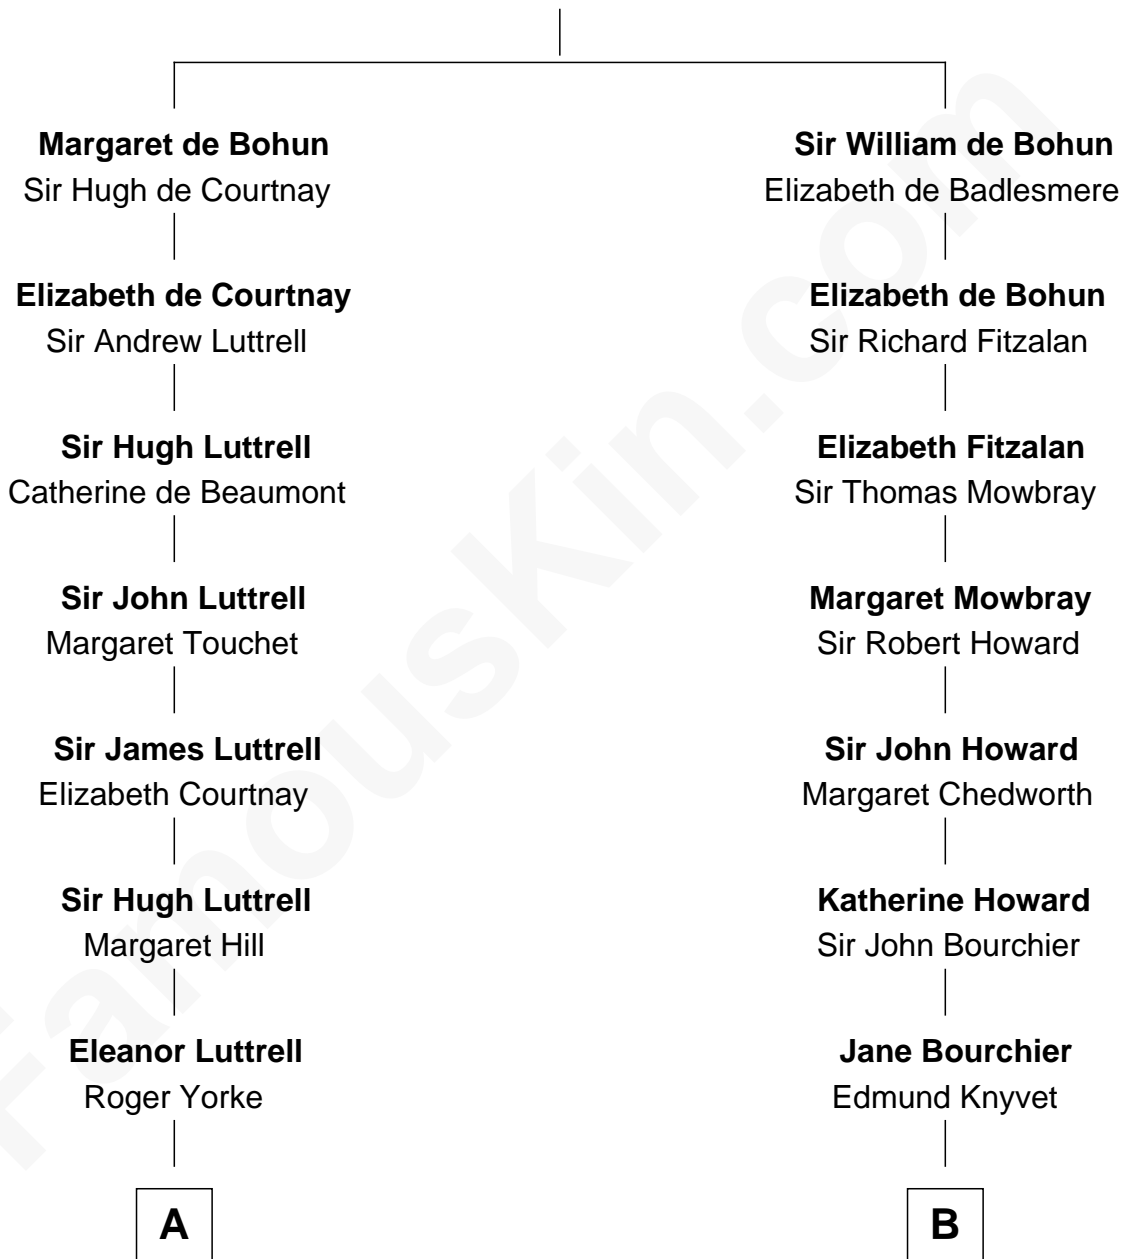 Margaret de Bohun
Sir Hugh de Courtnay
Elizabeth de Courtnay
Sir Andrew Luttrell
Sir Hugh Luttrell
Catherine de Beaumont
Sir John Luttrell
Margaret Touchet
Sir James Luttrell
Elizabeth Courtnay
Sir Hugh Luttrell
Margaret Hill
Eleanor Luttrell
Roger Yorke
A
Sir William de Bohun
Elizabeth de Badlesmere
Elizabeth de Bohun
Sir Richard Fitzalan
Elizabeth Fitzalan
Sir Thomas Mowbray
Margaret Mowbray
Sir Robert Howard
Sir John Howard
Margaret Chedworth
Katherine Howard
Sir John Bourchier
Jane Bourchier
Edmund Knyvet
B
FamousKin.com